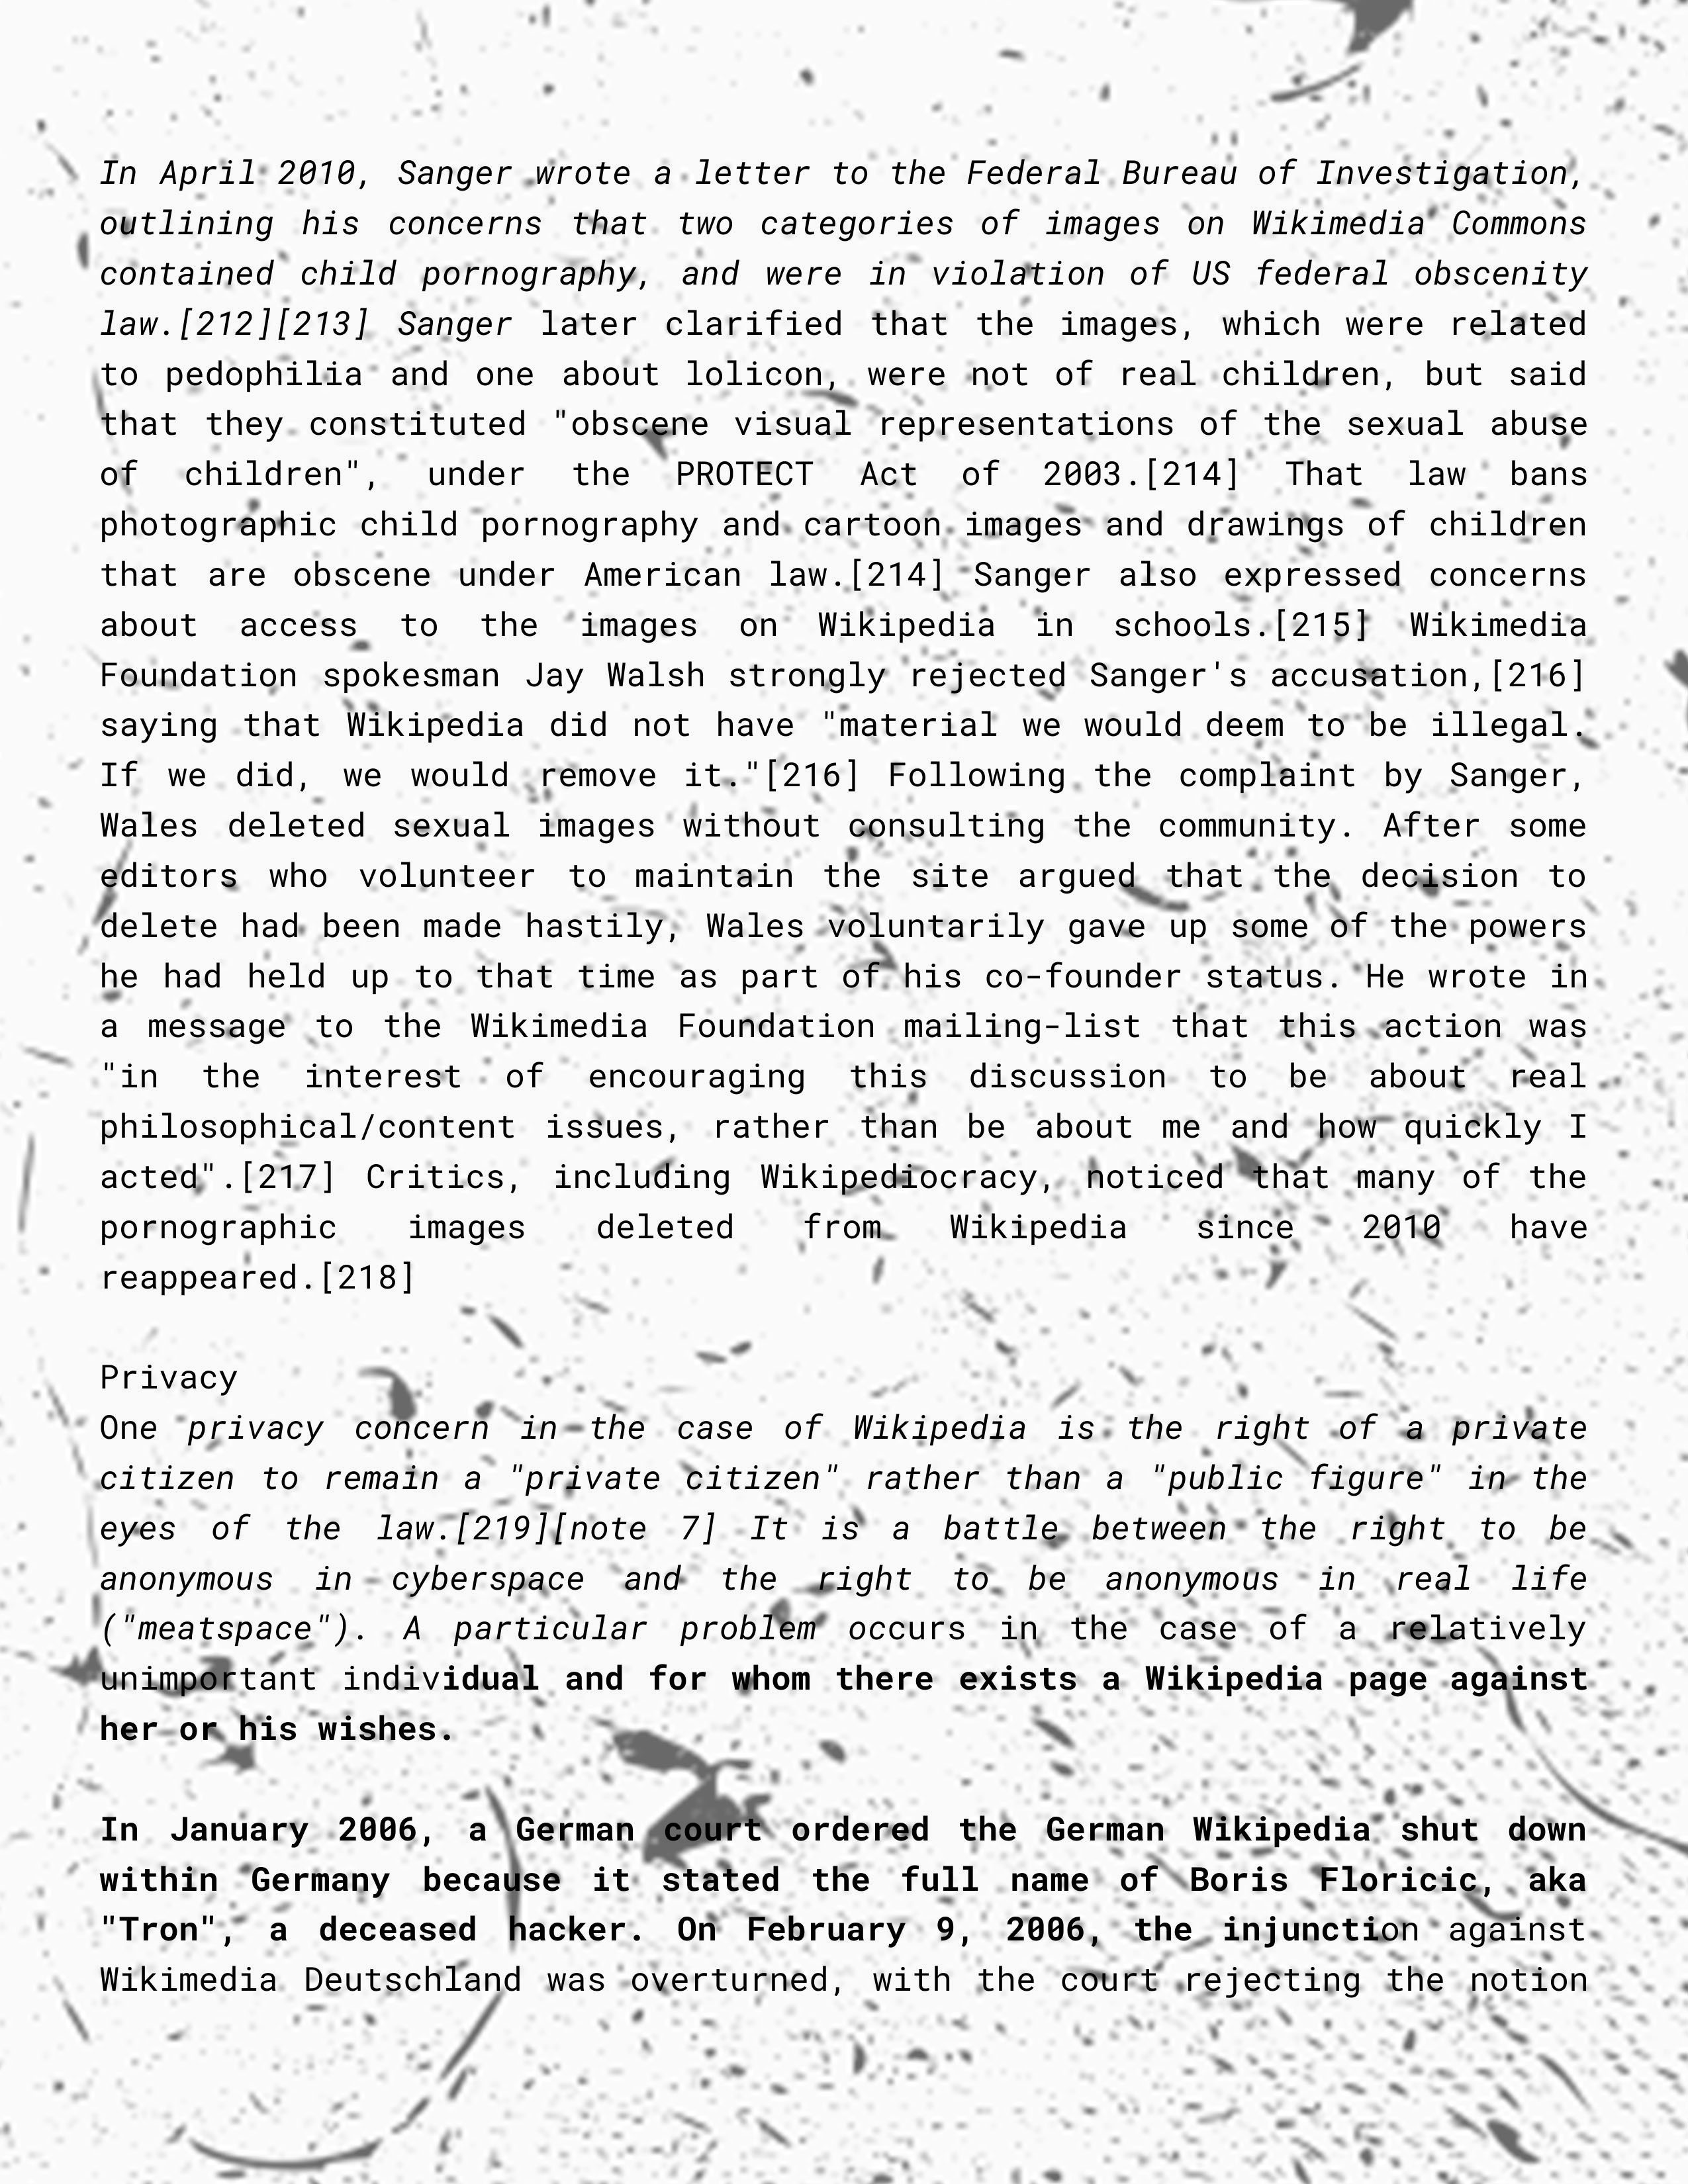 In April 2010, Sanger wrote a letter to the Federal Bureau of Investigation,
outlining his concerns that two categories of images on Wikimedia Commons
contained child pornography, and were in violation of US federal obscenity
law.[212][213] Sanger later clarified that the images, which were related
to pedophilia and one about lolicon, were not of real children, but said
that they constituted "obscene visual representations of the sexual abuse
of children", under the PROTECT Act of 2003.[214] That law bans
photographic child pornography and cartoon images and drawings of children
that are obscene under American law.[214] Sanger also expressed concerns
about access to the images on Wikipedia in schools.[215] Wikimedia
Foundation spokesman Jay Walsh strongly rejected Sanger's accusation,[216]
saying that Wikipedia did not have "material we would deem to be illegal.
If we did, we would remove it."[216] Following the complaint by Sanger,
Wales deleted sexual images without consulting the community. After some
editors who volunteer to maintain the site argued that the decision to
delete had been made hastily, Wales voluntarily gave up some of the powers
he had held up to that time as part of his co-founder status. He wrote in
a message to the Wikimedia Foundation mailing-list that this action was
"in the interest of encouraging this discussion to be about real
philosophical/content issues, rather than be about me and how quickly I
acted".[217] Critics, including Wikipediocracy, noticed that many of the
pornographic images deleted from Wikipedia since 2010 have
reappeared.[218]

Privacy
One privacy concern in the case of Wikipedia is the right of a private
citizen to remain a "private citizen" rather than a "public figure" in the
eyes of the law.[219][note 7] It is a battle between the right to be
anonymous in cyberspace and the right to be anonymous in real life
("meatspace"). A particular problem occurs in the case of a relatively
unimportant individual and for whom there exists a Wikipedia page against
her or his wishes.

In January 2006, a German court ordered the German Wikipedia shut down
within Germany because it stated the full name of Boris Floricic, aka
"Tron", a deceased hacker. On February 9, 2006, the injunction against
Wikimedia Deutschland was overturned, with the court rejecting the notion